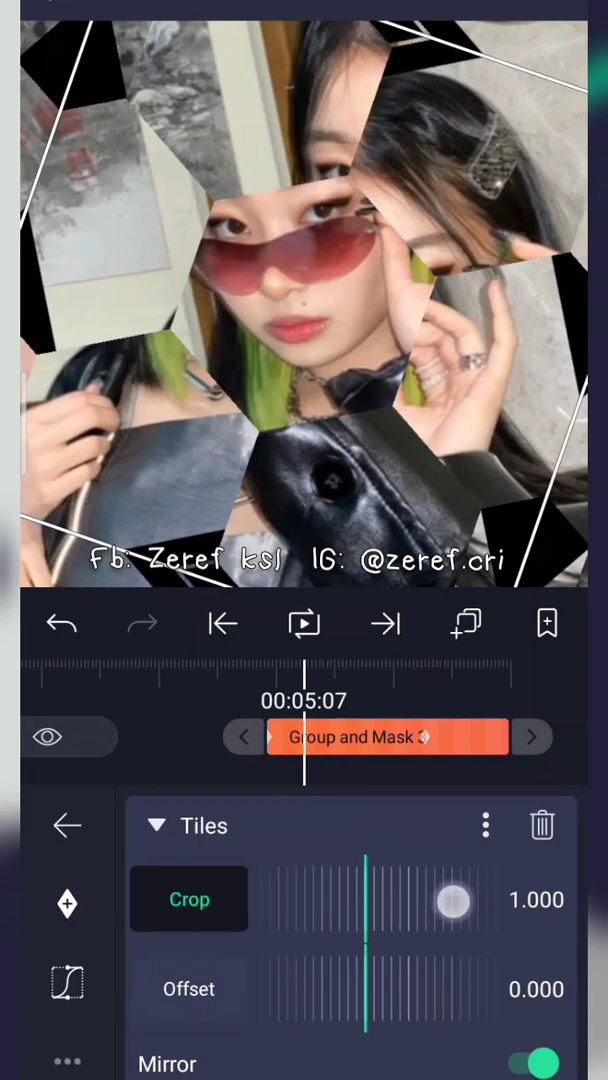 Fb: Zeref ksl IG: @zeref.cri
00:05:07
Group and Mask 3
Tiles
Crop 1.000
Offset 0.000
Mirror